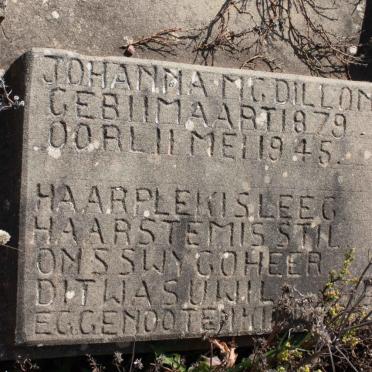 JOHANNA M.G. DILLON
GEB 11 MAART 1879.
OORL 11 MEI 1945.
HAAR PLEK IS LEEG
HAAR STEM IS STIL
ONS SWYG O HEER
DIT WAS U WIL
EGGENOOT EN